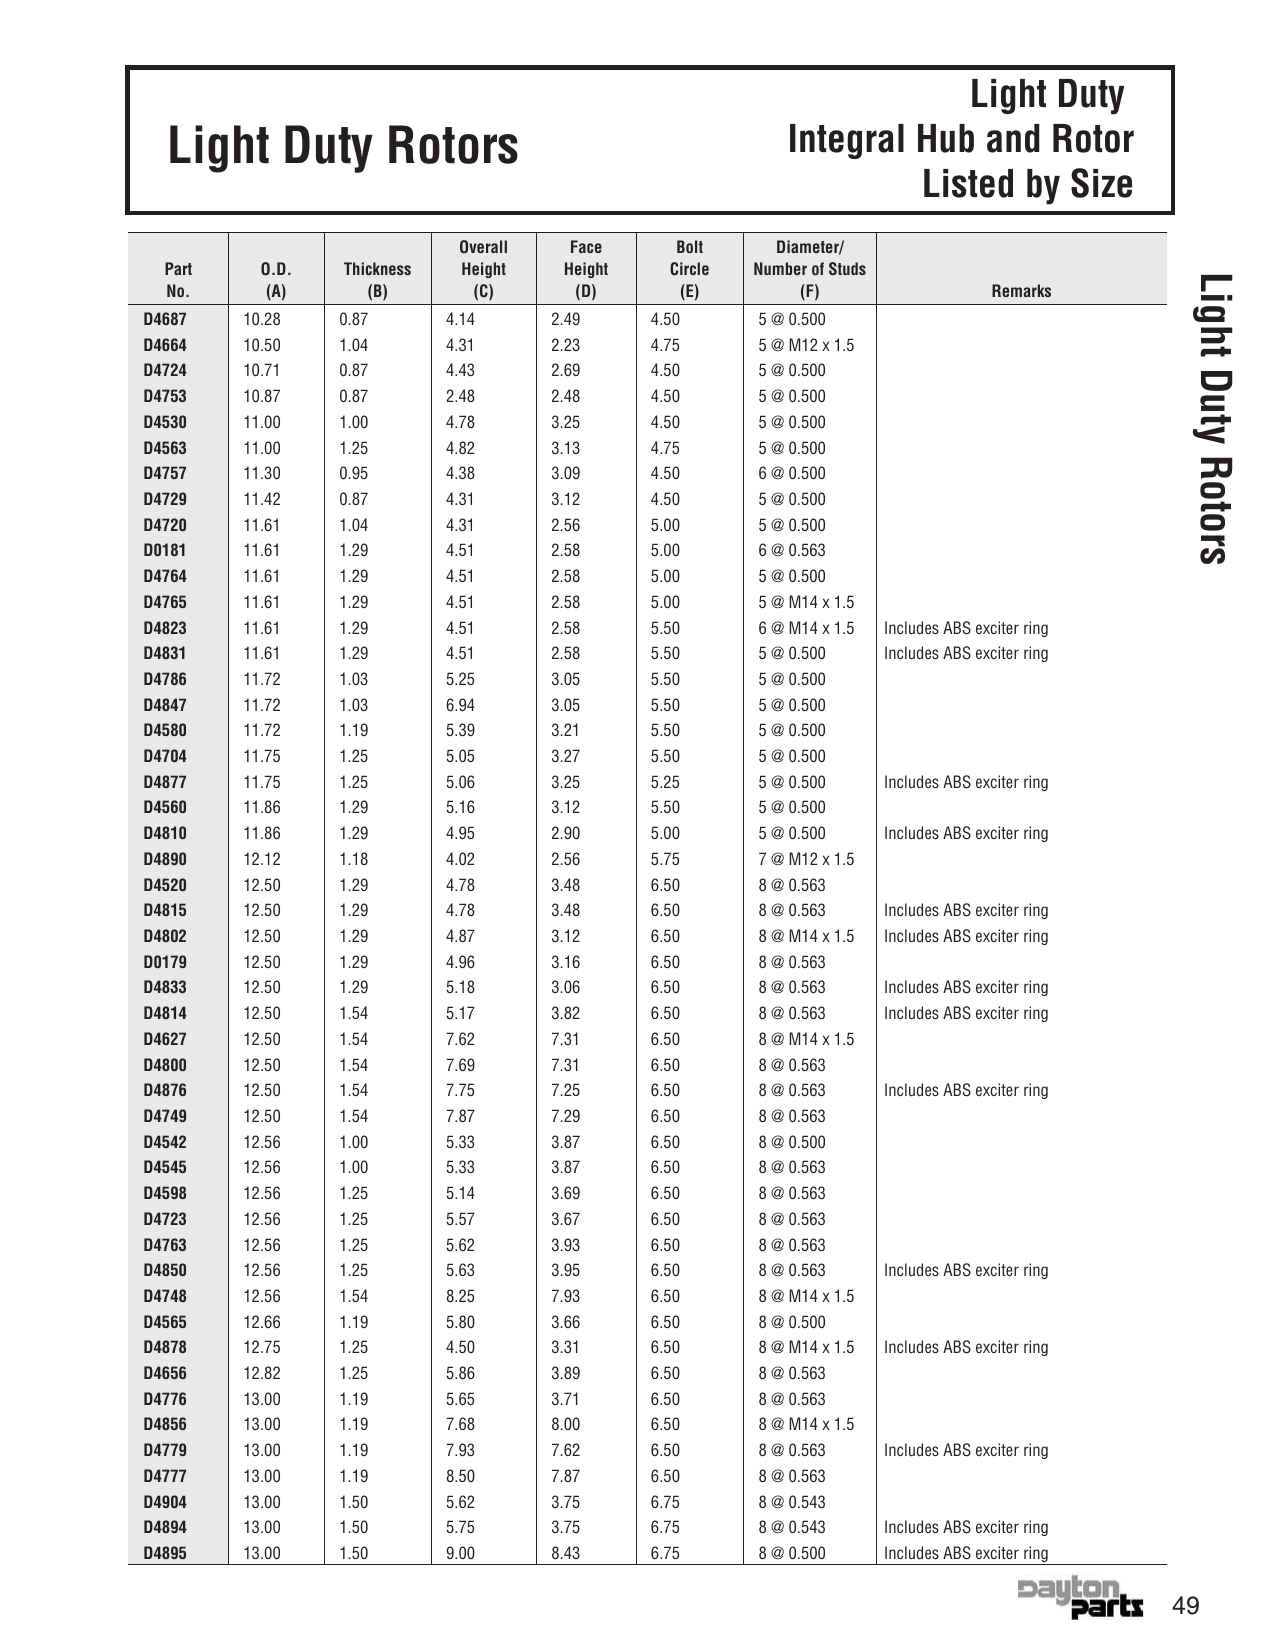 Light Duty Rotors
Light Duty
Integral Hub and Rotor
Listed by Size
Part No. O.D. (A) Thickness (B) Overall Height (C) Face Height (D) Bolt Circle (E) Diameter/ Number of Studs (F) Remarks
D4687 10.28 0.87 4.14 2.49 4.50 5 @ 0.500
D4664 10.50 1.04 4.31 2.23 4.75 5 @ M12 x 1.5
D4724 10.71 0.87 4.43 2.69 4.50 5 @ 0.500
D4753 10.87 0.87 2.48 2.48 4.50 5 @ 0.500
D4530 11.00 1.00 4.78 3.25 4.50 5 @ 0.500
D4563 11.00 1.25 4.82 3.13 4.75 5 @ 0.500
D4757 11.30 0.95 4.38 3.09 4.50 6 @ 0.500
D4729 11.42 0.87 4.31 3.12 4.50 5 @ 0.500
D4720 11.61 1.04 4.31 2.56 5.00 5 @ 0.500
D0181 11.61 1.29 4.51 2.58 5.00 6 @ 0.563
D4764 11.61 1.29 4.51 2.58 5.00 5 @ 0.500
D4765 11.61 1.29 4.51 2.58 5.00 5 @ M14 x 1.5
D4823 11.61 1.29 4.51 2.58 5.50 6 @ M14 x 1.5 Includes ABS exciter ring
D4831 11.61 1.29 4.51 2.58 5.50 5 @ 0.500 Includes ABS exciter ring
D4786 11.72 1.03 5.25 3.05 5.50 5 @ 0.500
D4847 11.72 1.03 6.94 3.05 5.50 5 @ 0.500
D4580 11.72 1.19 5.39 3.21 5.50 5 @ 0.500
D4704 11.75 1.25 5.05 3.27 5.50 5 @ 0.500
D4877 11.75 1.25 5.06 3.25 5.25 5 @ 0.500 Includes ABS exciter ring
D4560 11.86 1.29 5.16 3.12 5.50 5 @ 0.500
D4810 11.86 1.29 4.95 2.90 5.00 5 @ 0.500 Includes ABS exciter ring
D4890 12.12 1.18 4.02 2.56 5.75 7 @ M12 x 1.5
D4520 12.50 1.29 4.78 3.48 6.50 8 @ 0.563
D4815 12.50 1.29 4.78 3.48 6.50 8 @ 0.563 Includes ABS exciter ring
D4802 12.50 1.29 4.87 3.12 6.50 8 @ M14 x 1.5 Includes ABS exciter ring
D0179 12.50 1.29 4.96 3.16 6.50 8 @ 0.563
D4833 12.50 1.29 5.18 3.06 6.50 8 @ 0.563 Includes ABS exciter ring
D4814 12.50 1.54 5.17 3.82 6.50 8 @ 0.563 Includes ABS exciter ring
D4627 12.50 1.54 7.62 7.31 6.50 8 @ M14 x 1.5
D4800 12.50 1.54 7.69 7.31 6.50 8 @ 0.563
D4876 12.50 1.54 7.75 7.25 6.50 8 @ 0.563 Includes ABS exciter ring
D4749 12.50 1.54 7.87 7.29 6.50 8 @ 0.563
D4542 12.56 1.00 5.33 3.87 6.50 8 @ 0.500
D4545 12.56 1.00 5.33 3.87 6.50 8 @ 0.563
D4598 12.56 1.25 5.14 3.69 6.50 8 @ 0.563
D4723 12.56 1.25 5.57 3.67 6.50 8 @ 0.563
D4763 12.56 1.25 5.62 3.93 6.50 8 @ 0.563
D4850 12.56 1.25 5.63 3.95 6.50 8 @ 0.563 Includes ABS exciter ring
D4748 12.56 1.54 8.25 7.93 6.50 8 @ M14 x 1.5
D4565 12.66 1.19 5.80 3.66 6.50 8 @ 0.500
D4878 12.75 1.25 4.50 3.31 6.50 8 @ M14 x 1.5 Includes ABS exciter ring
D4656 12.82 1.25 5.86 3.89 6.50 8 @ 0.563
D4776 13.00 1.19 5.65 3.71 6.50 8 @ 0.563
D4856 13.00 1.19 7.68 8.00 6.50 8 @ M14 x 1.5
D4779 13.00 1.19 7.93 7.62 6.50 8 @ 0.563 Includes ABS exciter ring
D4777 13.00 1.19 8.50 7.87 6.50 8 @ 0.563
D4904 13.00 1.50 5.62 3.75 6.75 8 @ 0.543
D4894 13.00 1.50 5.75 3.75 6.75 8 @ 0.543 Includes ABS exciter ring
D4895 13.00 1.50 9.00 8.43 6.75 8 @ 0.500 Includes ABS exciter ring
Light Duty Rotors
Dayton
parts
49